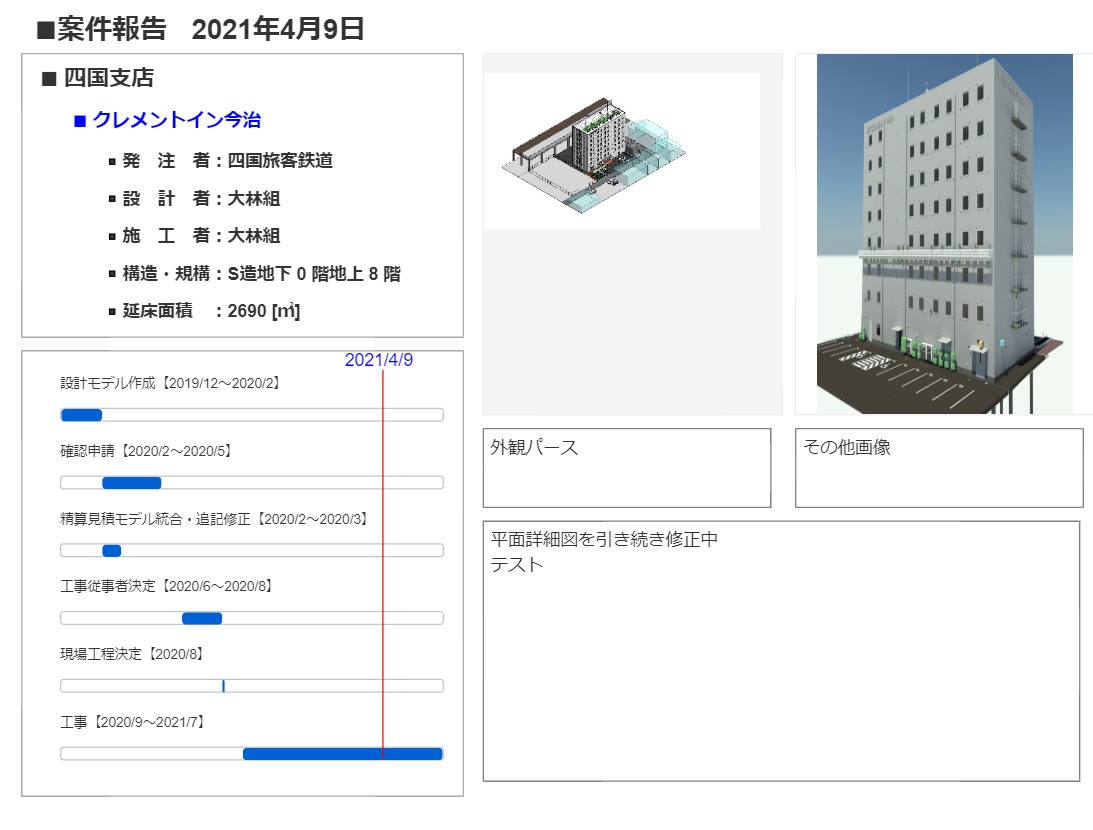 ■案件報告　2021年4月9日
■ 四国支店
■ クレメントイン今治
▪ 発　注　者：四国旅客鉄道
▪ 設　計　者：大林組
▪ 施　工　者：大林組
▪ 構造・規構：S造地下 0 階地上 8 階
▪ 延床面積　：2690 [㎡]
2021/4/9
設計モデル作成【2019/12～2020/2】
確認申請【2020/2～2020/5】
精算見積モデル統合・追記修正【2020/2～2020/3】
工事従事者決定【2020/6～2020/8】
現場工程決定【2020/8】
工事【2020/9～2021/7】
外観パース
その他画像
平面詳細図を引き続き修正中
テスト